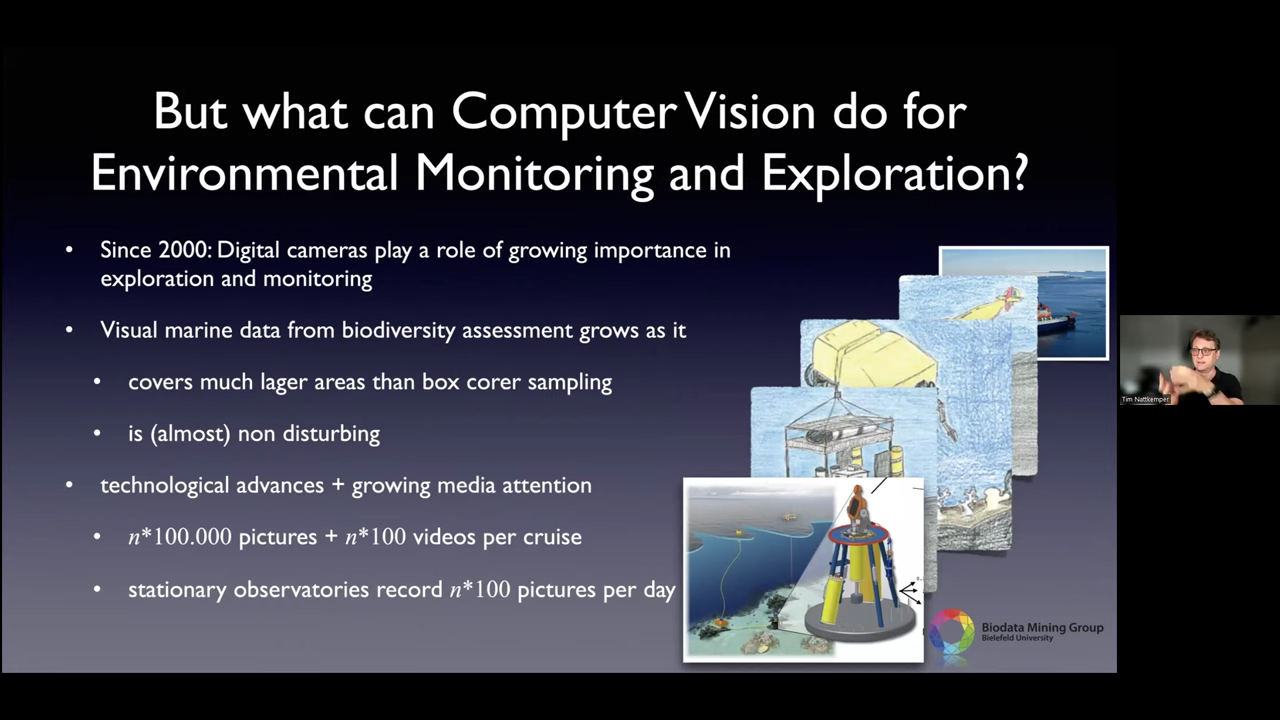 But what can Computer Vision do for
Environmental Monitoring and Exploration?
• Since 2000: Digital cameras play a role of growing importance in
exploration and monitoring
• Visual marine data from biodiversity assessment grows as it
• covers much lager areas than box corer sampling
• is (almost) non disturbing
• technological advances + growing media attention
• n*100.000 pictures + n*100 videos per cruise
• stationary observatories record n*100 pictures per day
Biodata Mining Group
Bielefeld University
Tim Nattkemper